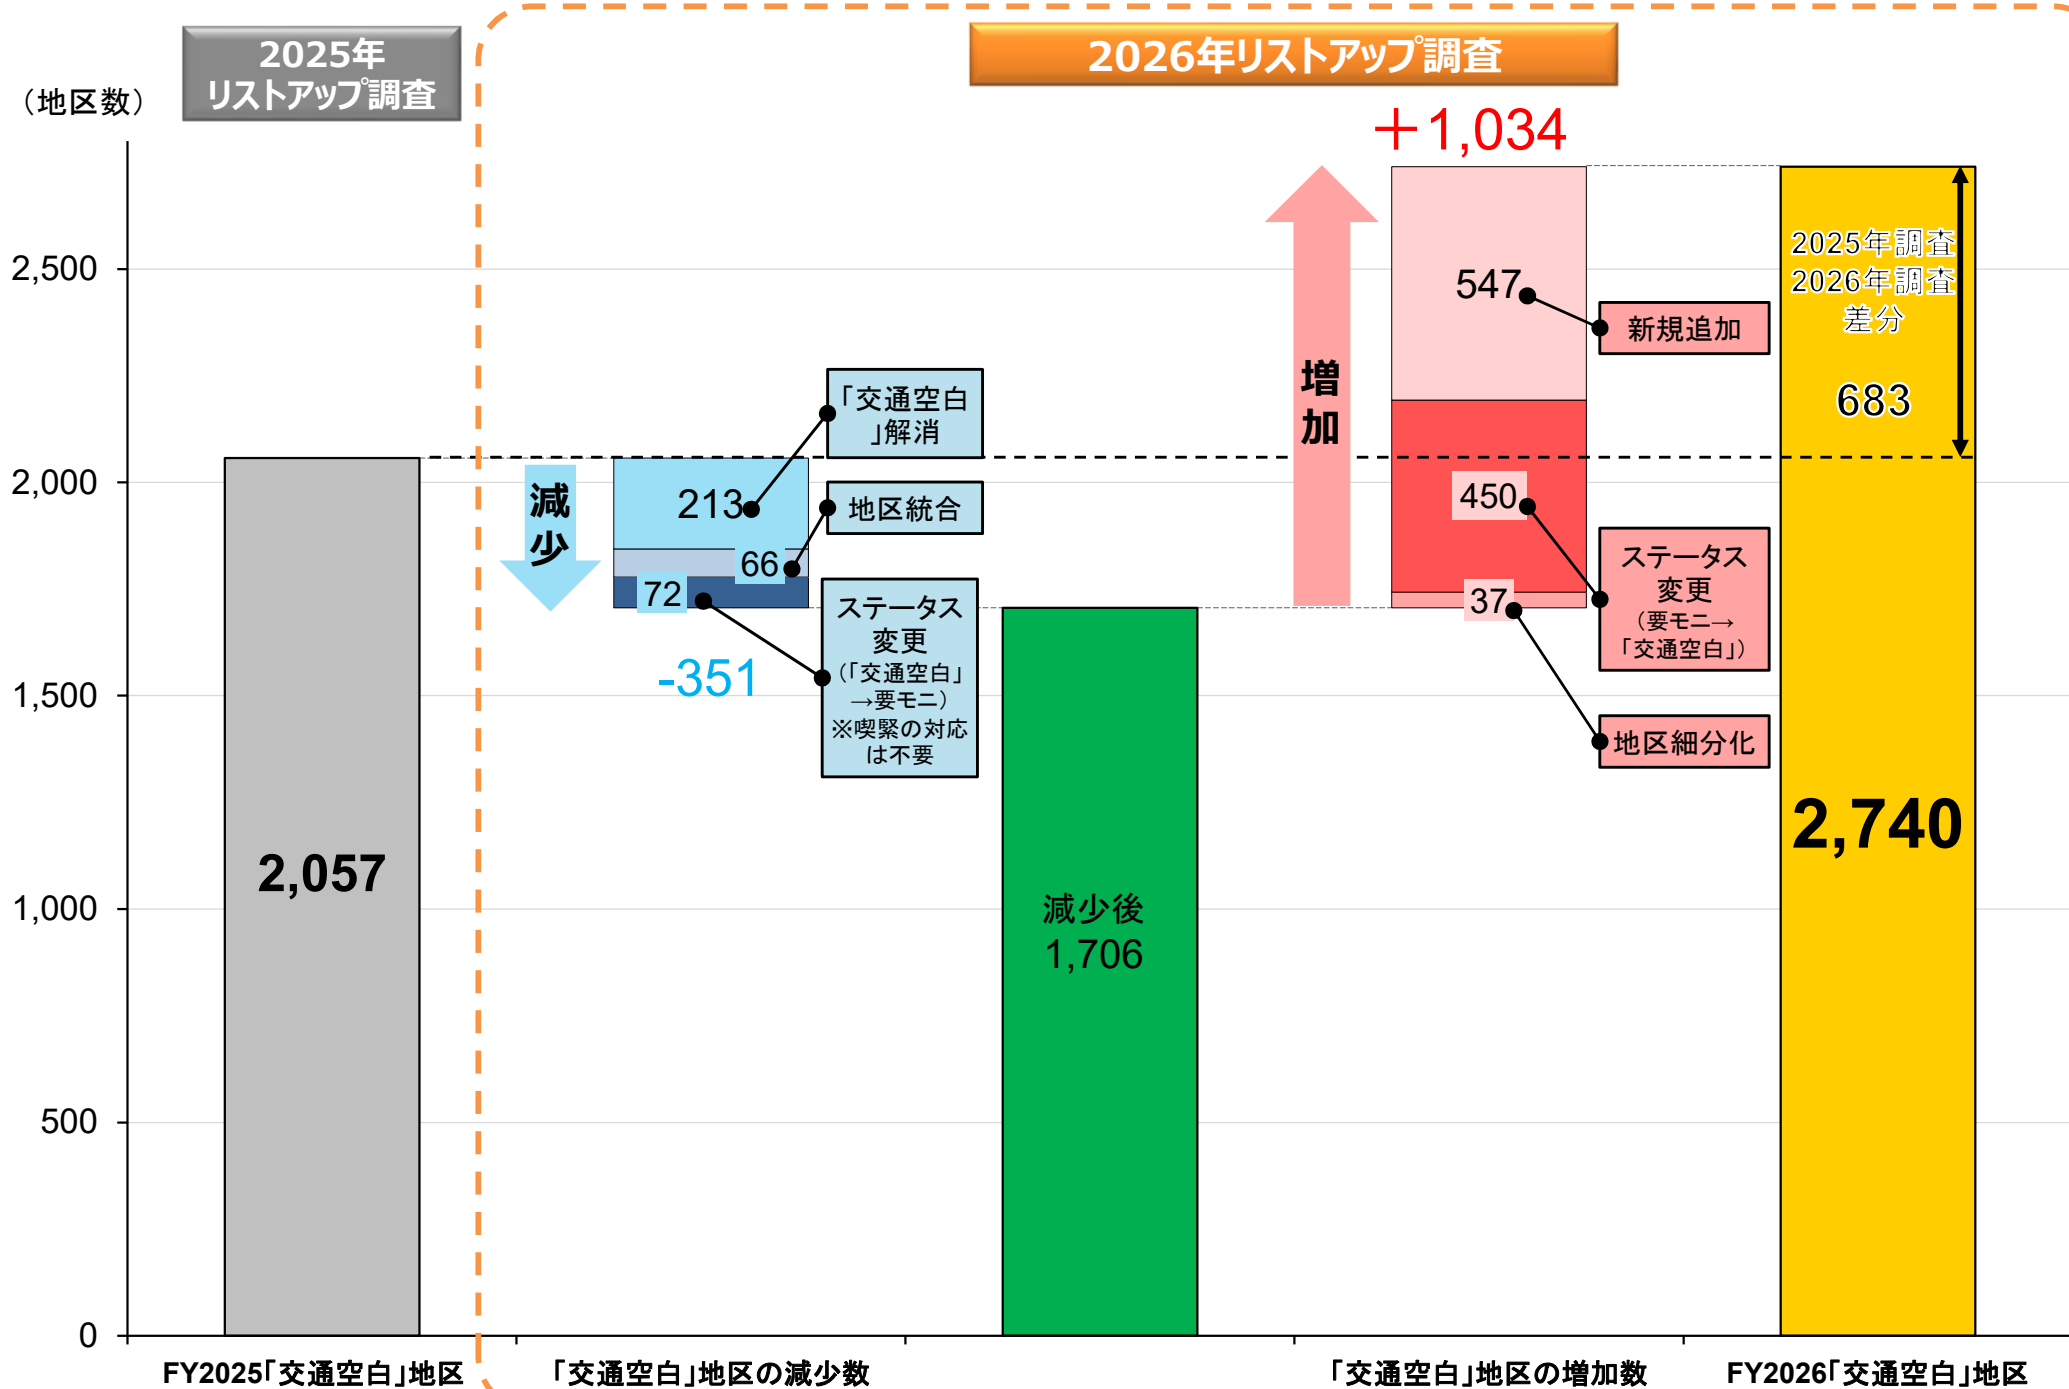 2025年
リストアップ調査
2026年リストアップ調査
（地区数）
＋1,034
2,500
2,000
1,500
1,000
500
0
2,057
減
少
213
66
72
-351
「交通空白
」解消
地区統合
ステータス
変更
（「交通空白」
→要モニ）
※喫緊の対応
は不要
減少後
1,706
増
加
547
450
37
新規追加
ステータス
変更
（要モニ→
「交通空白」）
地区細分化
2025年調査
2026年調査
差分
683
2,740
FY2025「交通空白」地区
「交通空白」地区の減少数
「交通空白」地区の増加数
FY2026「交通空白」地区